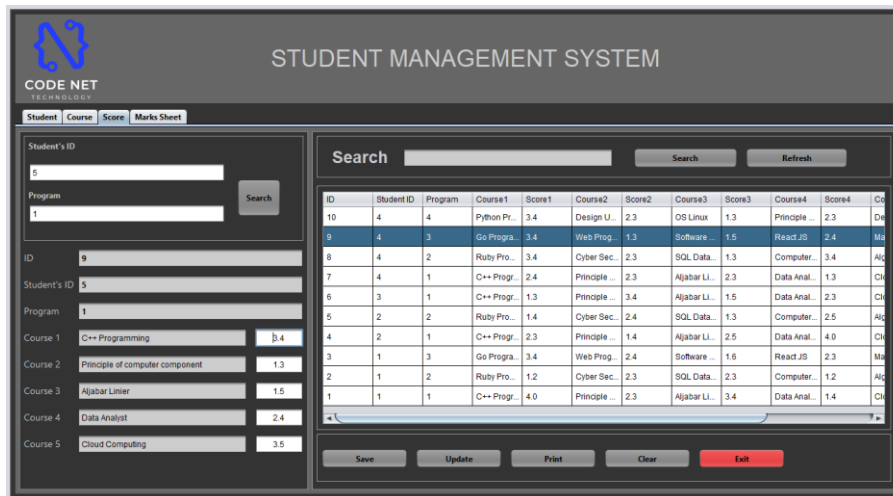 CODE NET
TECHNOLOGY
STUDENT MANAGEMENT SYSTEM
Student Course Score Marks Sheet
Student's ID
5
Program
1
Search
ID 9
Student's ID 5
Program 1
Course 1 C++ Programming 3.4
Course 2 Principle of computer component 1.3
Course 3 Aljabar Linier 1.5
Course 4 Data Analyst 2.4
Course 5 Cloud Computing 3.5
Search Search Refresh
ID Student ID Program Course1 Score1 Course2 Score2 Course3 Score3 Course4 Score4 Co
10 4 4 Python Pr... 3.4 Design U... 2.3 OS Linux 1.3 Principle ... 2.3 De
9 4 3 Go Progra... 3.4 Web Prog... 1.3 Software ... 1.5 React JS 2.4 Ma
8 4 2 Ruby Pro... 3.4 Cyber Sec... 2.3 SQL Data... 1.3 Computer... 3.4 Alg
7 4 1 C++ Progr... 2.4 Principle ... 2.3 Aljabar Li... 2.3 Data Anal... 1.3 Clo
6 3 1 C++ Progr... 1.3 Principle ... 3.4 Aljabar Li... 1.5 Data Anal... 2.3 Clo
5 2 2 Ruby Pro... 1.4 Cyber Sec... 2.4 SQL Data... 1.3 Computer... 2.5 Alg
4 2 1 C++ Progr... 2.3 Principle ... 1.4 Aljabar Li... 2.5 Data Anal... 4.0 Clo
3 1 3 Go Progra... 3.4 Web Prog... 2.4 Software ... 1.6 React JS 2.3 Ma
2 1 2 Ruby Pro... 1.2 Cyber Sec... 2.3 SQL Data... 2.3 Computer... 1.2 Alg
1 1 1 C++ Progr... 4.0 Principle ... 2.3 Aljabar Li... 3.4 Data Anal... 1.4 Clo
Save Update Print Clear Exit